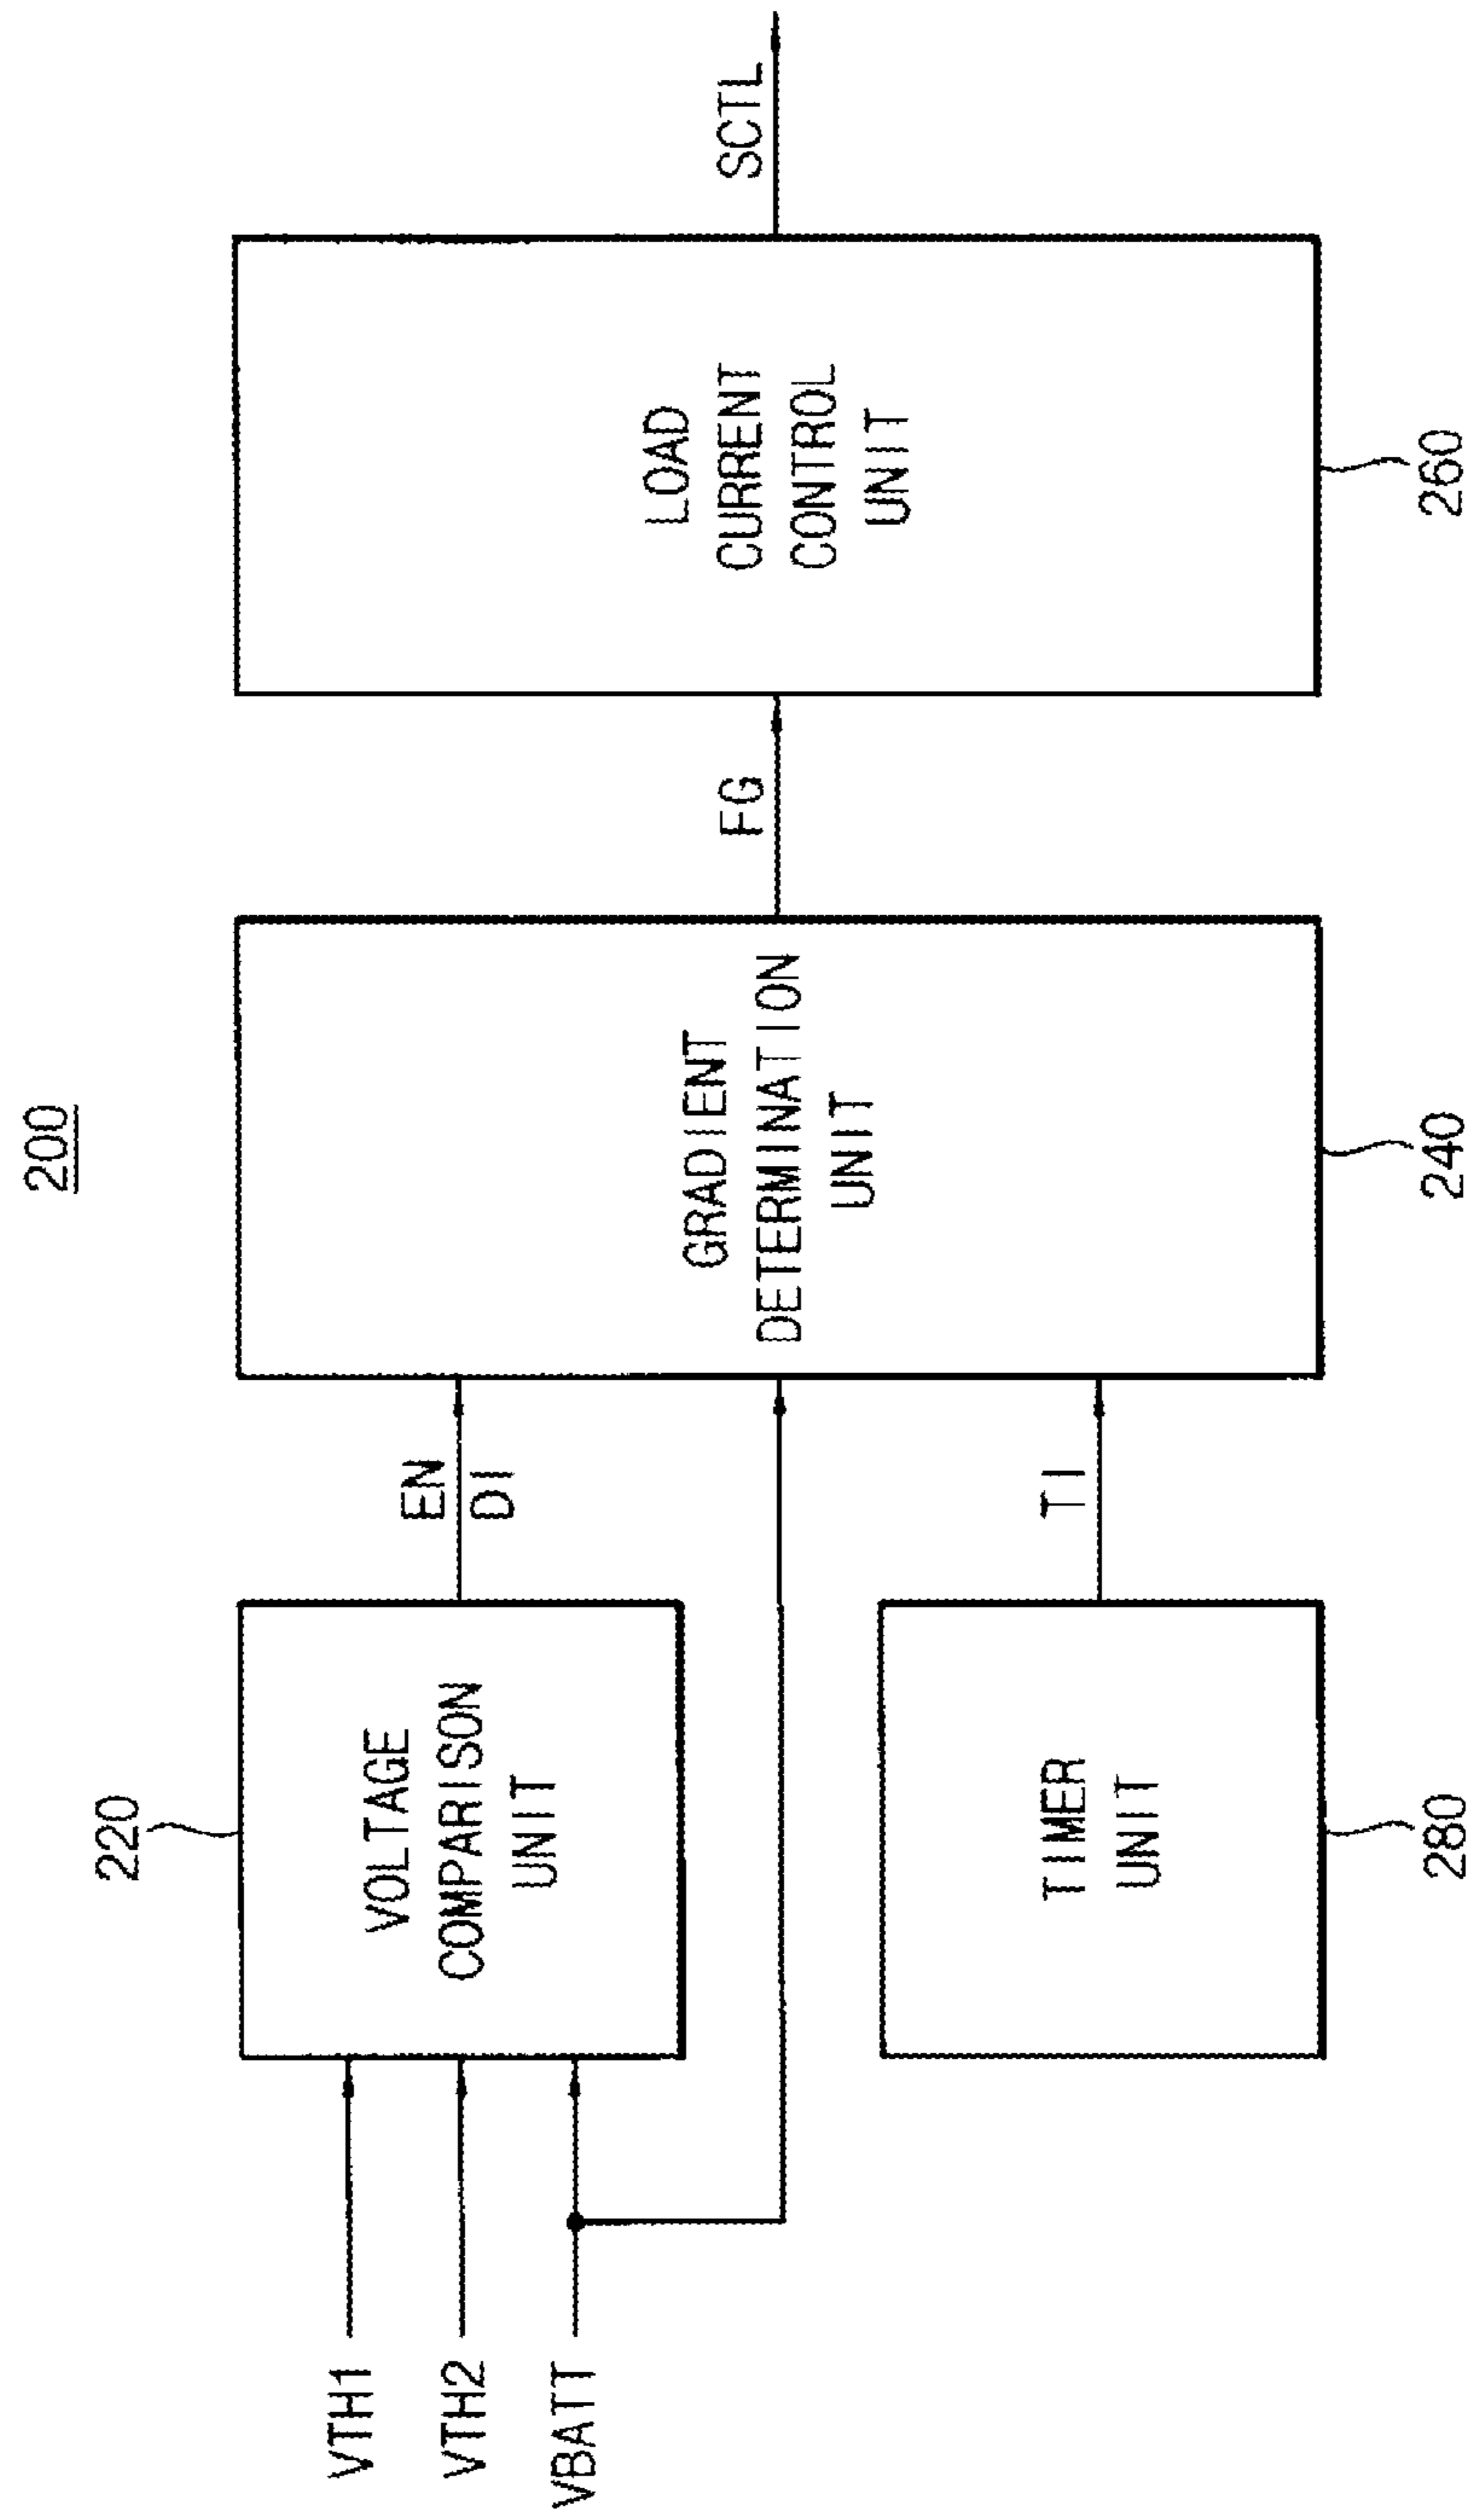 200
220
VTH1
VTH2
VBATT
VOLTAGE
COMPARISON
UNIT
EN
DI
TIMER
UNIT
280
TI
GRADIENT
DETERMINATION
UNIT
240
FG
LOAD
CURRENT
CONTROL
UNIT
260
SCTL